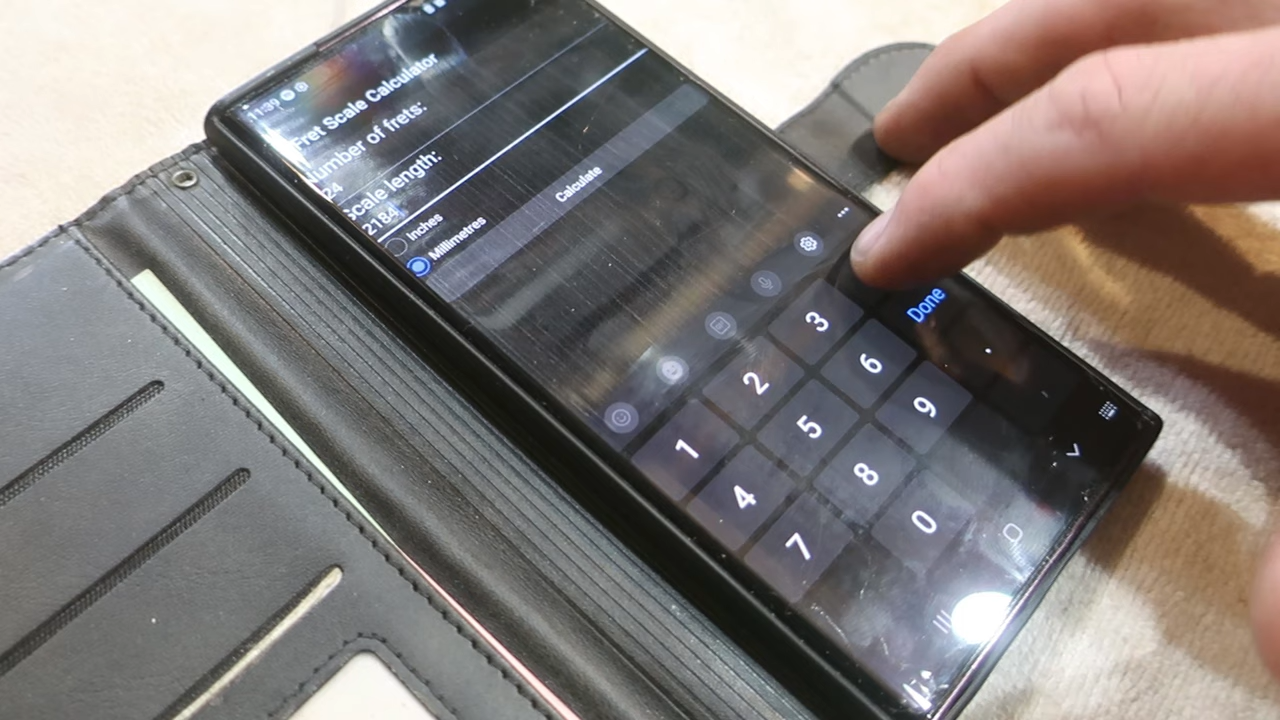 11:39
Fret Scale Calculator
Number of frets:
24
Scale length:
2184
Inches
Millimetres
Calculate
1 2 3
4 5 6 Done
7 8 9
0